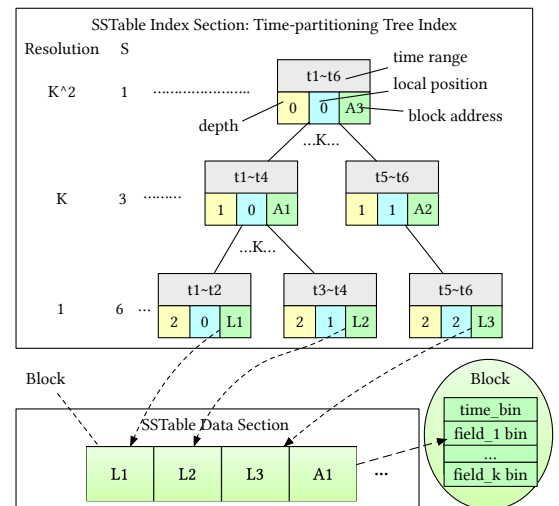 SSTable Index Section: Time-partitioning Tree Index
Resolution S
t1~t6 time range
K^2 1 .................... 0 0 A3 local position
depth block address
...K...
t1~t4 t5~t6
K 3 ......... 1 0 A1 1 1 A2
...K...
t1~t2 t3~t4 t5~t6
1 6 ... 2 0 L1 2 1 L2 2 2 L3
Block Block
SSTable Data Section time_bin
field_1 bin
L1 L2 L3 A1 ... ...
field_k bin